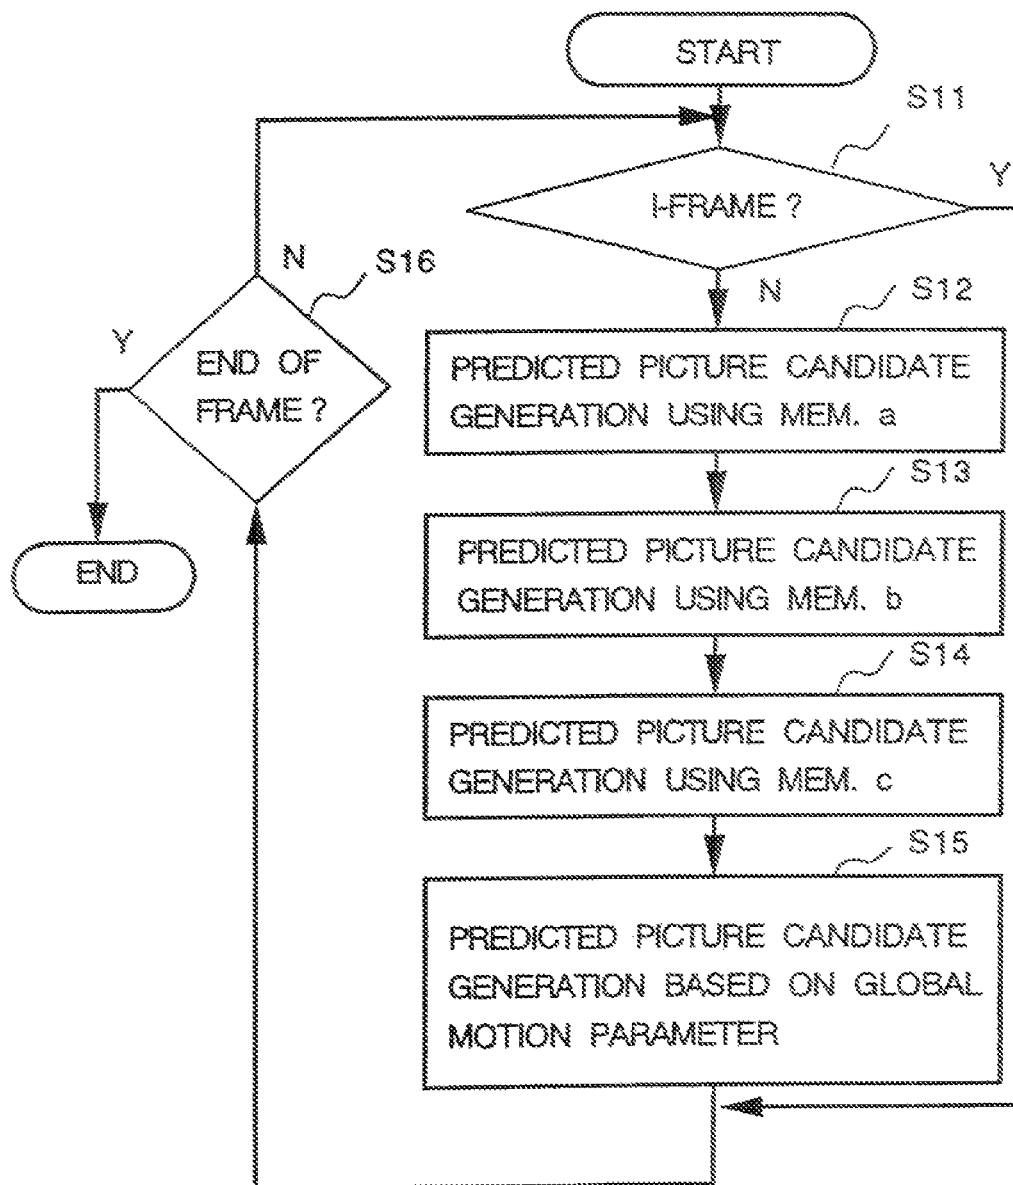 START
S11
I-FRAME ?
Y
N
S12
PREDICTED PICTURE CANDIDATE
GENERATION USING MEM. a
S13
PREDICTED PICTURE CANDIDATE
GENERATION USING MEM. b
S14
PREDICTED PICTURE CANDIDATE
GENERATION USING MEM. c
S15
PREDICTED PICTURE CANDIDATE
GENERATION BASED ON GLOBAL
MOTION PARAMETER
N
S16
END OF
FRAME ?
Y
END